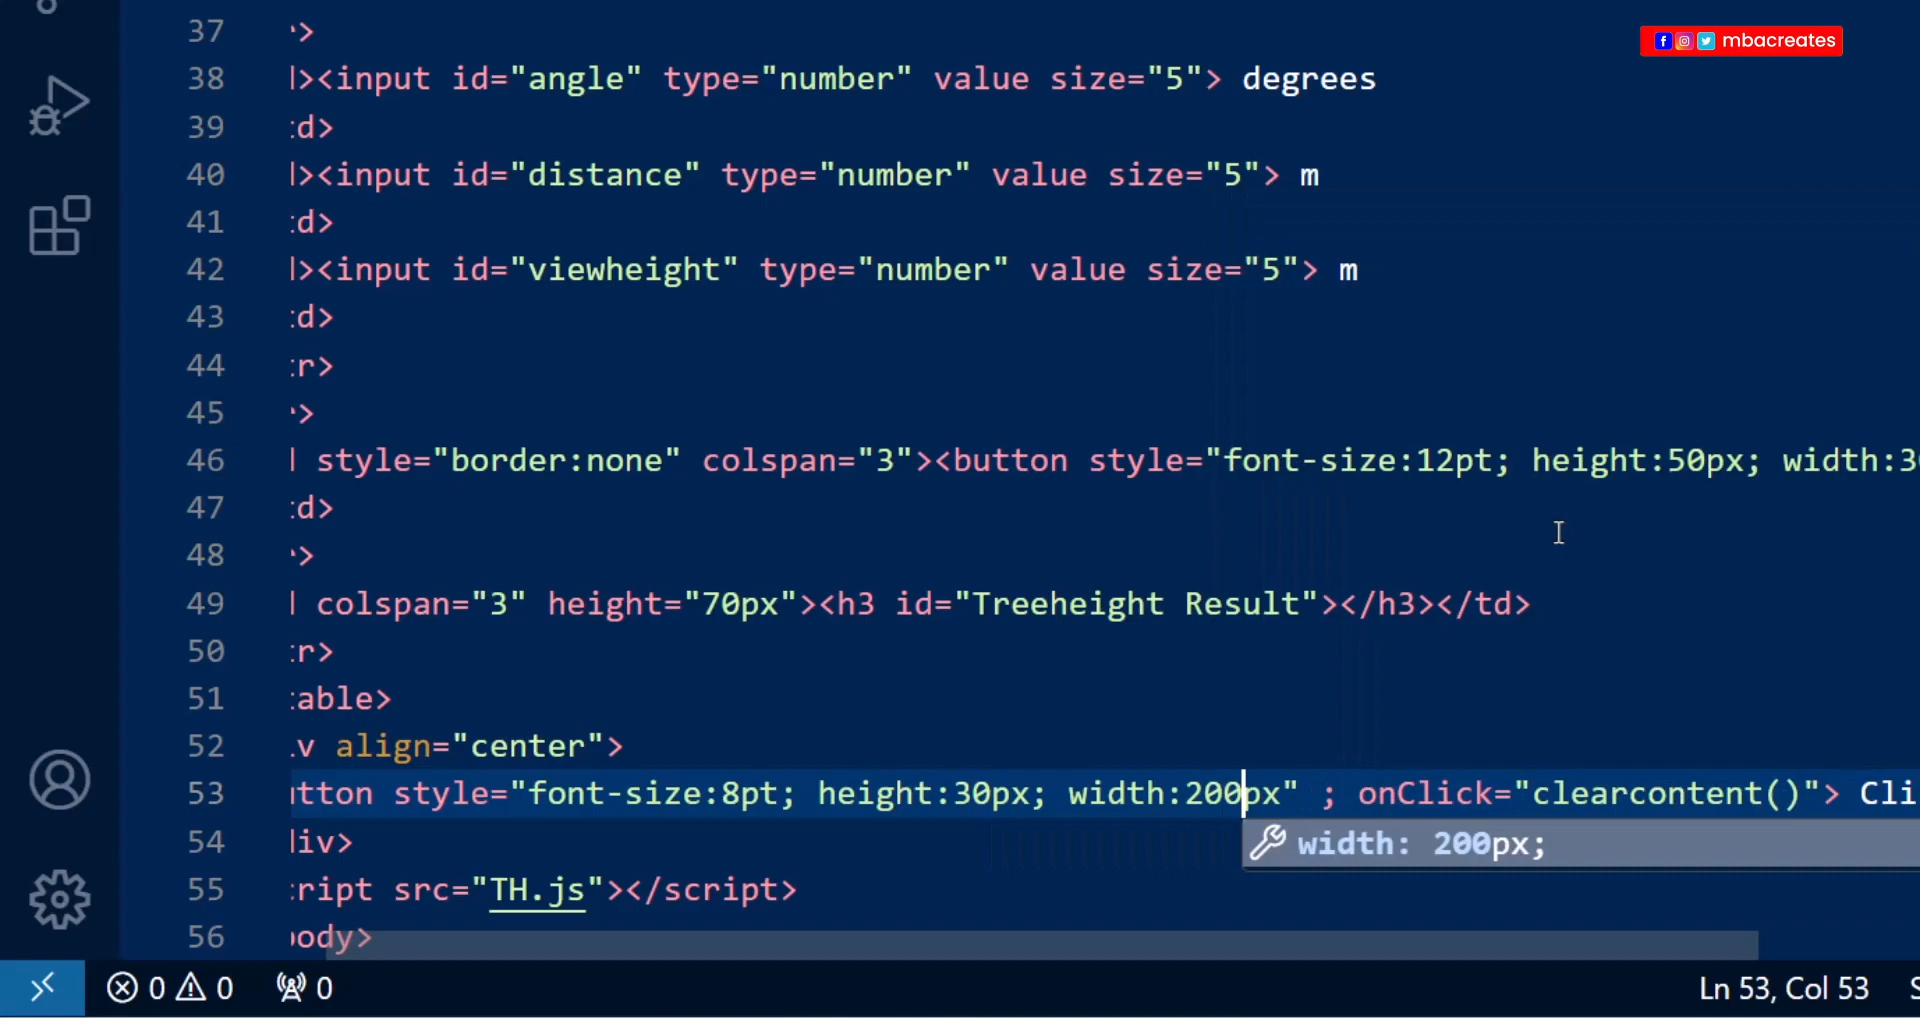 mbacreates
37 >
38 ><input id="angle" type="number" value size="5"> degrees
39 d>
40 ><input id="distance" type="number" value size="5"> m
41 d>
42 ><input id="viewheight" type="number" value size="5"> m
43 d>
44 r>
45 >
46 style="border:none" colspan="3"><button style="font-size:12pt; height:50px; width:3
47 d>
48 >
49 colspan="3" height="70px"><h3 id="Treeheight Result"></h3></td>
50 r>
51 able>
52 v align="center">
53 utton style="font-size:8pt; height:30px; width:200px" ; onClick="clearcontent()"> Cli
width: 200px;
54 div>
55 ript src="TH.js"></script>
56 body>
0 0 0
Ln 53, Col 53